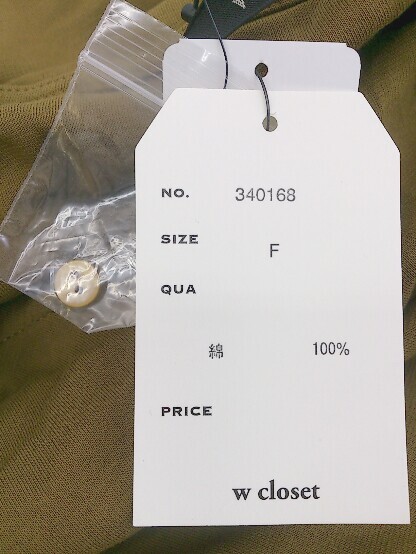 NO. 340168
SIZE F
QUA
綿 100%
PRICE
w closet